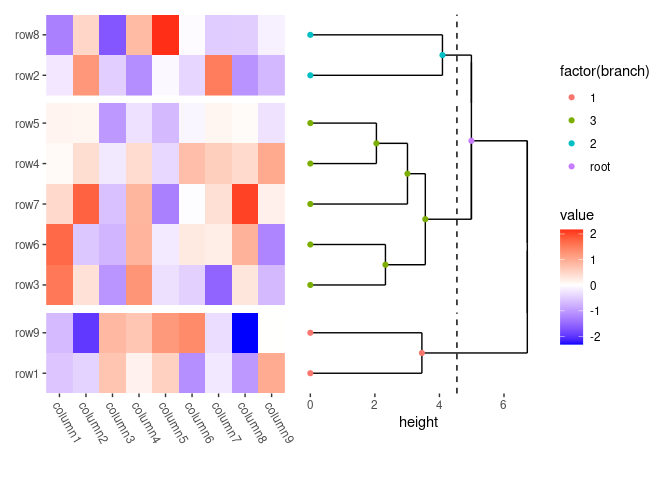 row8
row2
row5
row4
row7
row6
row3
row9
row1
column1
column2
column3
column4
column5
column6
column7
column8
column9
0
2
4
6
height
factor(branch)
1
3
2
root
value
2
1
0
-1
-2